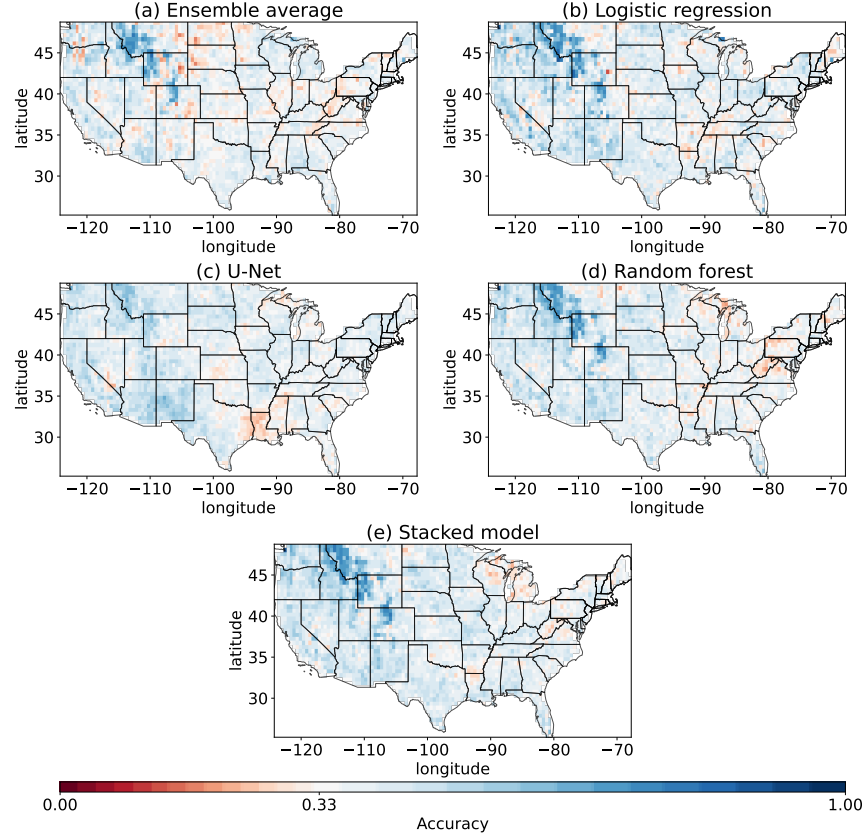 (a) Ensemble average
(b) Logistic regression
45
40
35
30
latitude
−120 −110 −100 −90 −80 −70
longitude
45
40
35
30
latitude
−120 −110 −100 −90 −80 −70
longitude
(c) U-Net
(d) Random forest
45
40
35
30
latitude
−120 −110 −100 −90 −80 −70
longitude
45
40
35
30
latitude
−120 −110 −100 −90 −80 −70
longitude
(e) Stacked model
45
40
35
30
latitude
−120 −110 −100 −90 −80 −70
longitude
0.00 0.33 1.00
Accuracy